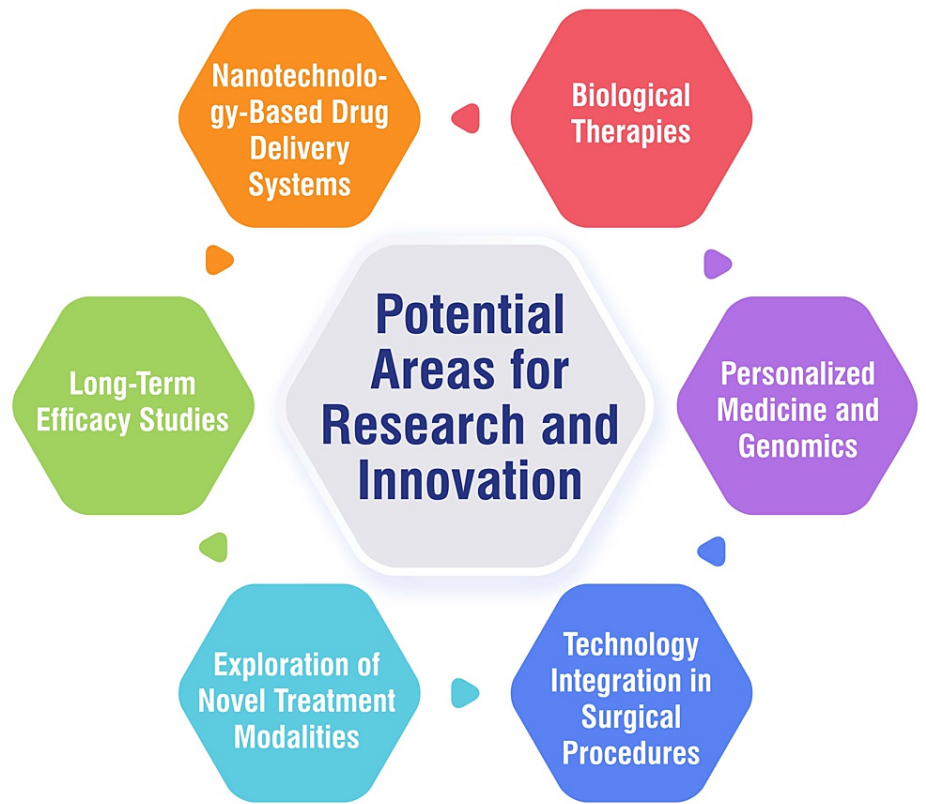 Nanotechnolo-
gy-Based Drug
Delivery
Systems
Biological
Therapies
Potential
Areas for
Research and
Innovation
Long-Term
Efficacy Studies
Personalized
Medicine and
Genomics
Exploration of
Novel Treatment
Modalities
Technology
Integration in
Surgical
Procedures